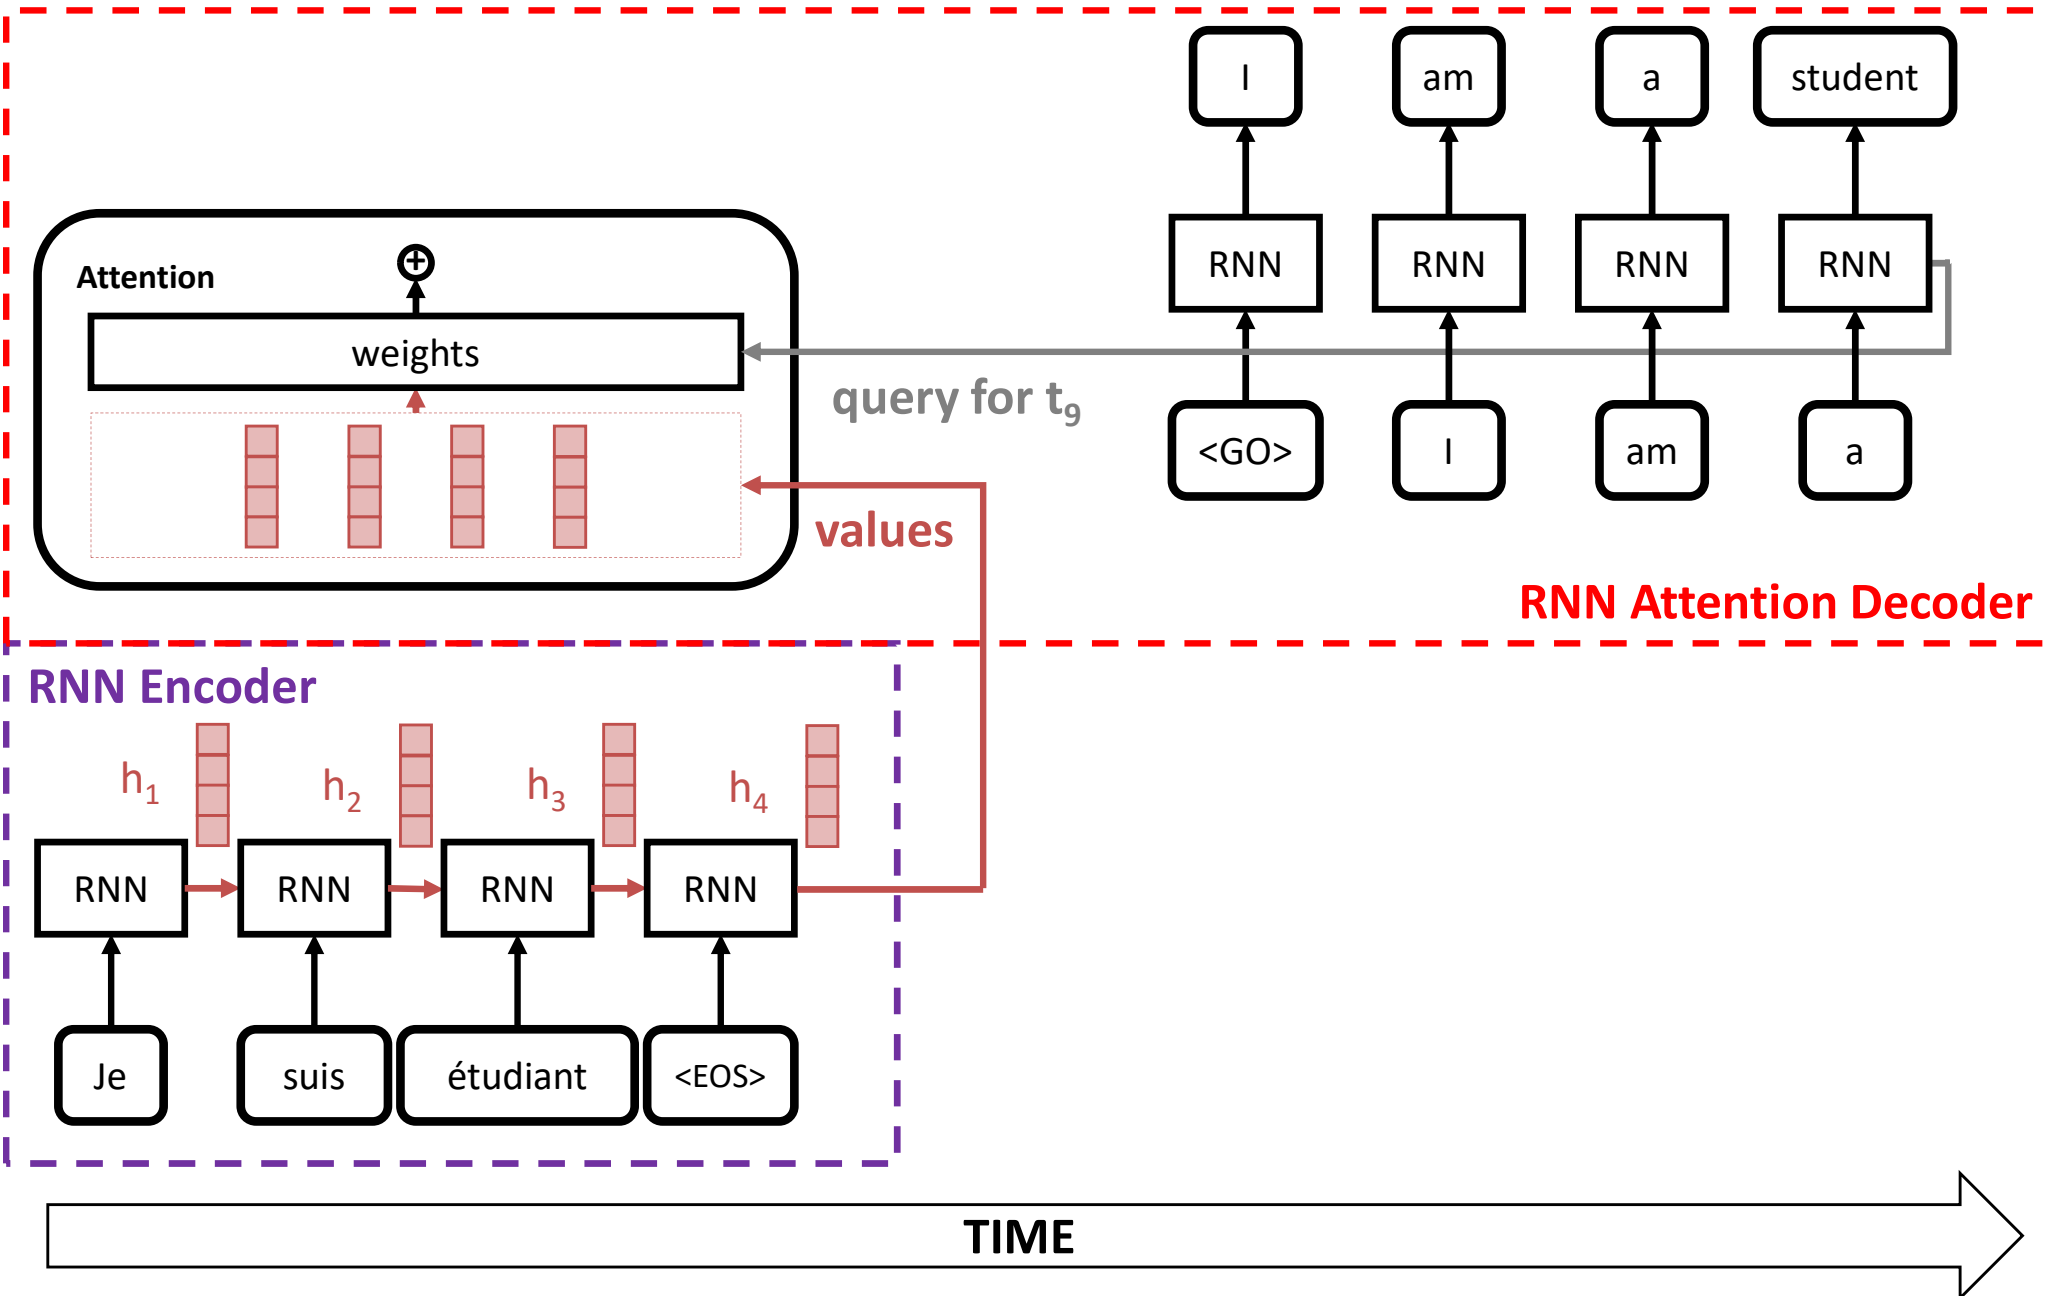 I am a student
Attention
RNN RNN RNN RNN
weights
query for t9
<GO> I am a
values
RNN Attention Decoder
RNN Encoder
h1 h2 h3 h4
RNN RNN RNN RNN
Je suis étudiant <EOS>
TIME